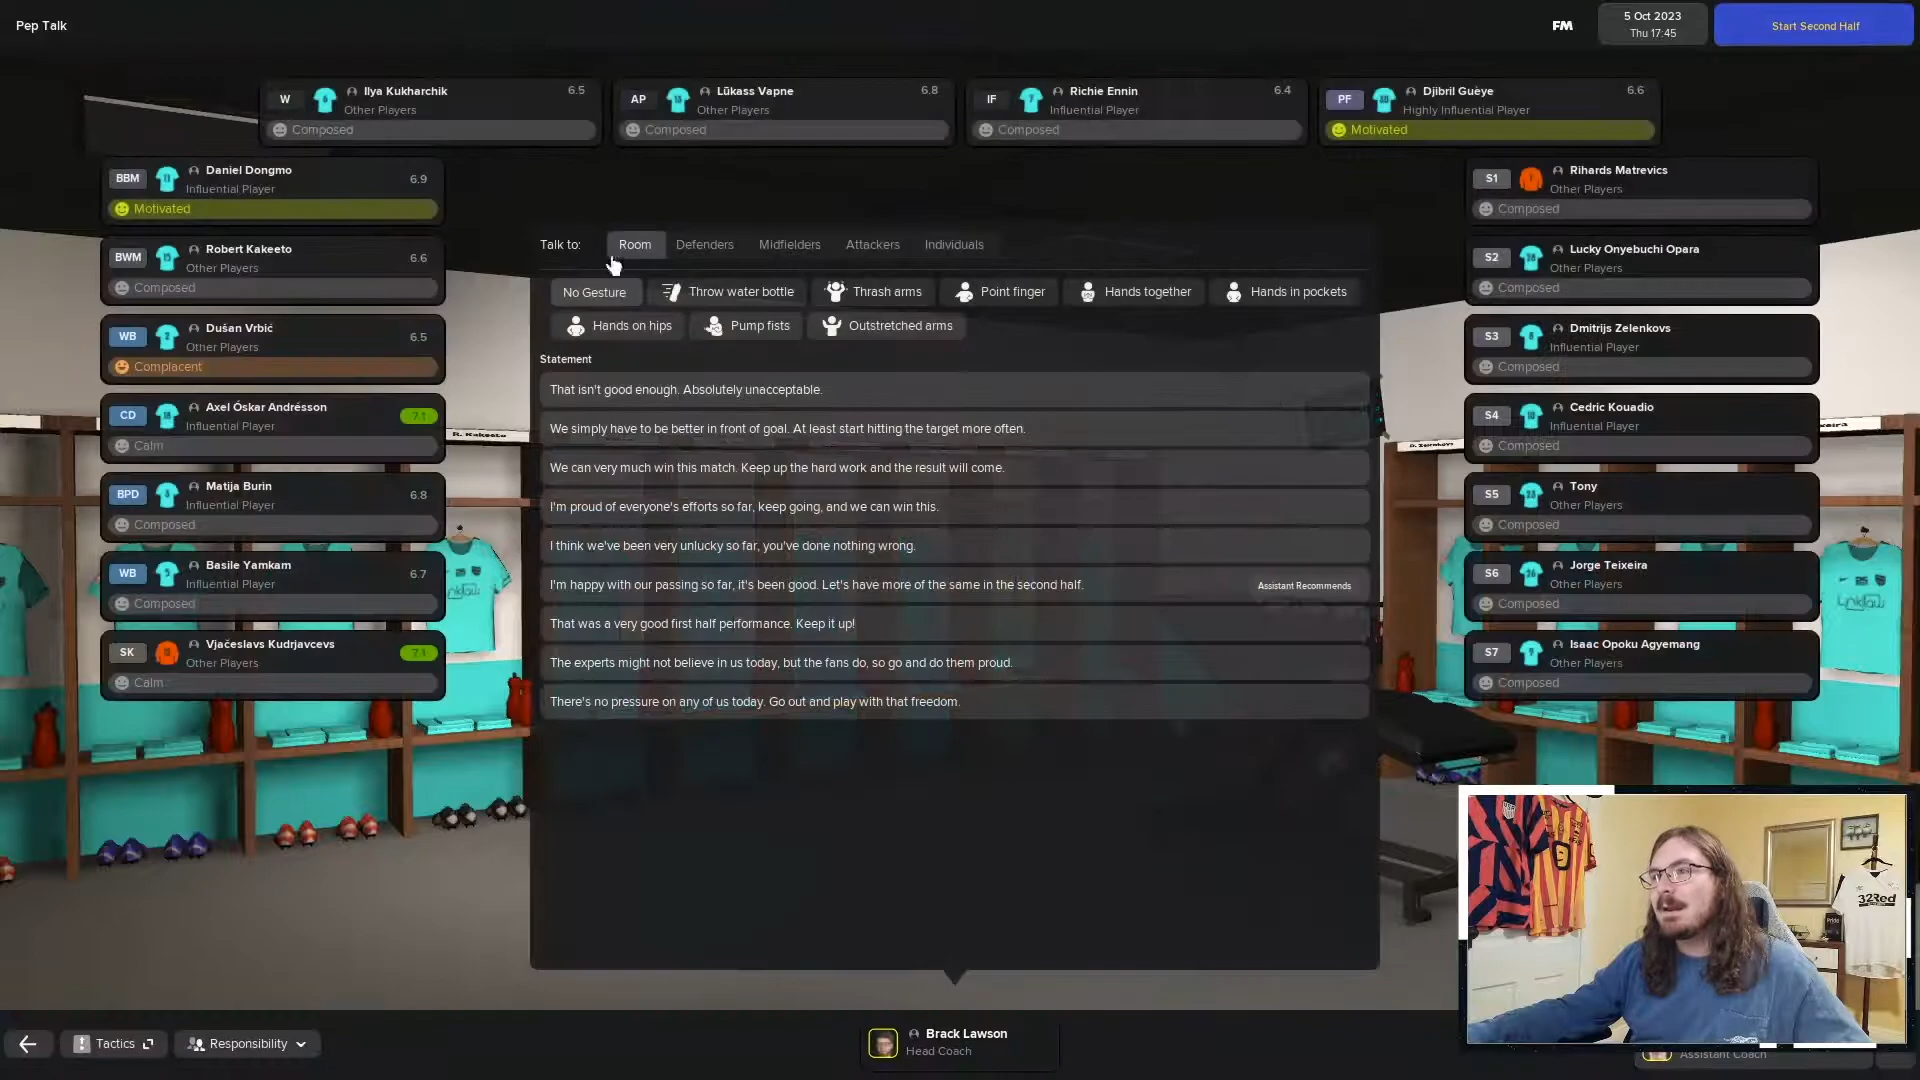 Pep Talk
FM
5 Oct 2023
Thu 17:45
Start Second Half
W
Ilya Kukharchik
6.5
Other Players
Composed
AP
Lūkass Vapne
6.8
Other Players
Composed
IF
Richie Ennin
6.4
Influential Player
Composed
PF
Djibril Guèye
6.6
Highly Influential Player
Motivated
BBM
Daniel Dongmo
6.9
Influential Player
Motivated
BWM
Robert Kakeeto
6.6
Other Players
Composed
WB
Dušan Vrbić
6.5
Other Players
Complacent
CD
Axel Óskar Andrésson
7.1
Influential Player
Calm
BPD
Matija Burin
6.8
Influential Player
Composed
WB
Basile Yamkam
6.7
Influential Player
Composed
SK
Vjačeslavs Kudrjavcevs
7.1
Other Players
Calm
Talk to: Room Defenders Midfielders Attackers Individuals
No Gesture Throw water bottle Thrash arms Point finger Hands together Hands in pockets
Hands on hips Pump fists Outstretched arms
Statement
That isn't good enough. Absolutely unacceptable.
We simply have to be better in front of goal. At least start hitting the target more often.
We can very much win this match. Keep up the hard work and the result will come.
I'm proud of everyone's efforts so far, keep going, and we can win this.
I think we've been very unlucky so far, you've done nothing wrong.
I'm happy with our passing so far, it's been good. Let's have more of the same in the second half. Assistant Recommends
That was a very good first half performance. Keep it up!
The experts might not believe in us today, but the fans do, so go and do them proud.
There's no pressure on any of us today. Go out and play with that freedom.
S1
Rihards Matrevics
Other Players
Composed
S2
Lucky Onyebuchi Opara
Other Players
Composed
S3
Dmitrijs Zelenkovs
Influential Player
Composed
S4
Cedric Kouadio
Influential Player
Composed
S5
Tony
Other Players
Composed
S6
Jorge Teixeira
Other Players
Composed
S7
Isaac Opoku Agyemang
Other Players
Composed
R. Kakeeto
32Red
Tactics
Responsibility
Brack Lawson
Head Coach
Assistant Coach